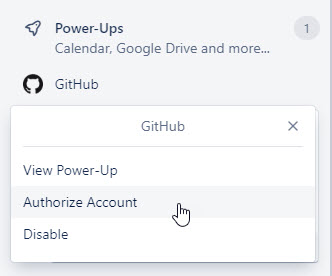 Power-Ups
1
Calendar, Google Drive and more...
GitHub
GitHub
View Power-Up
Authorize Account
Disable